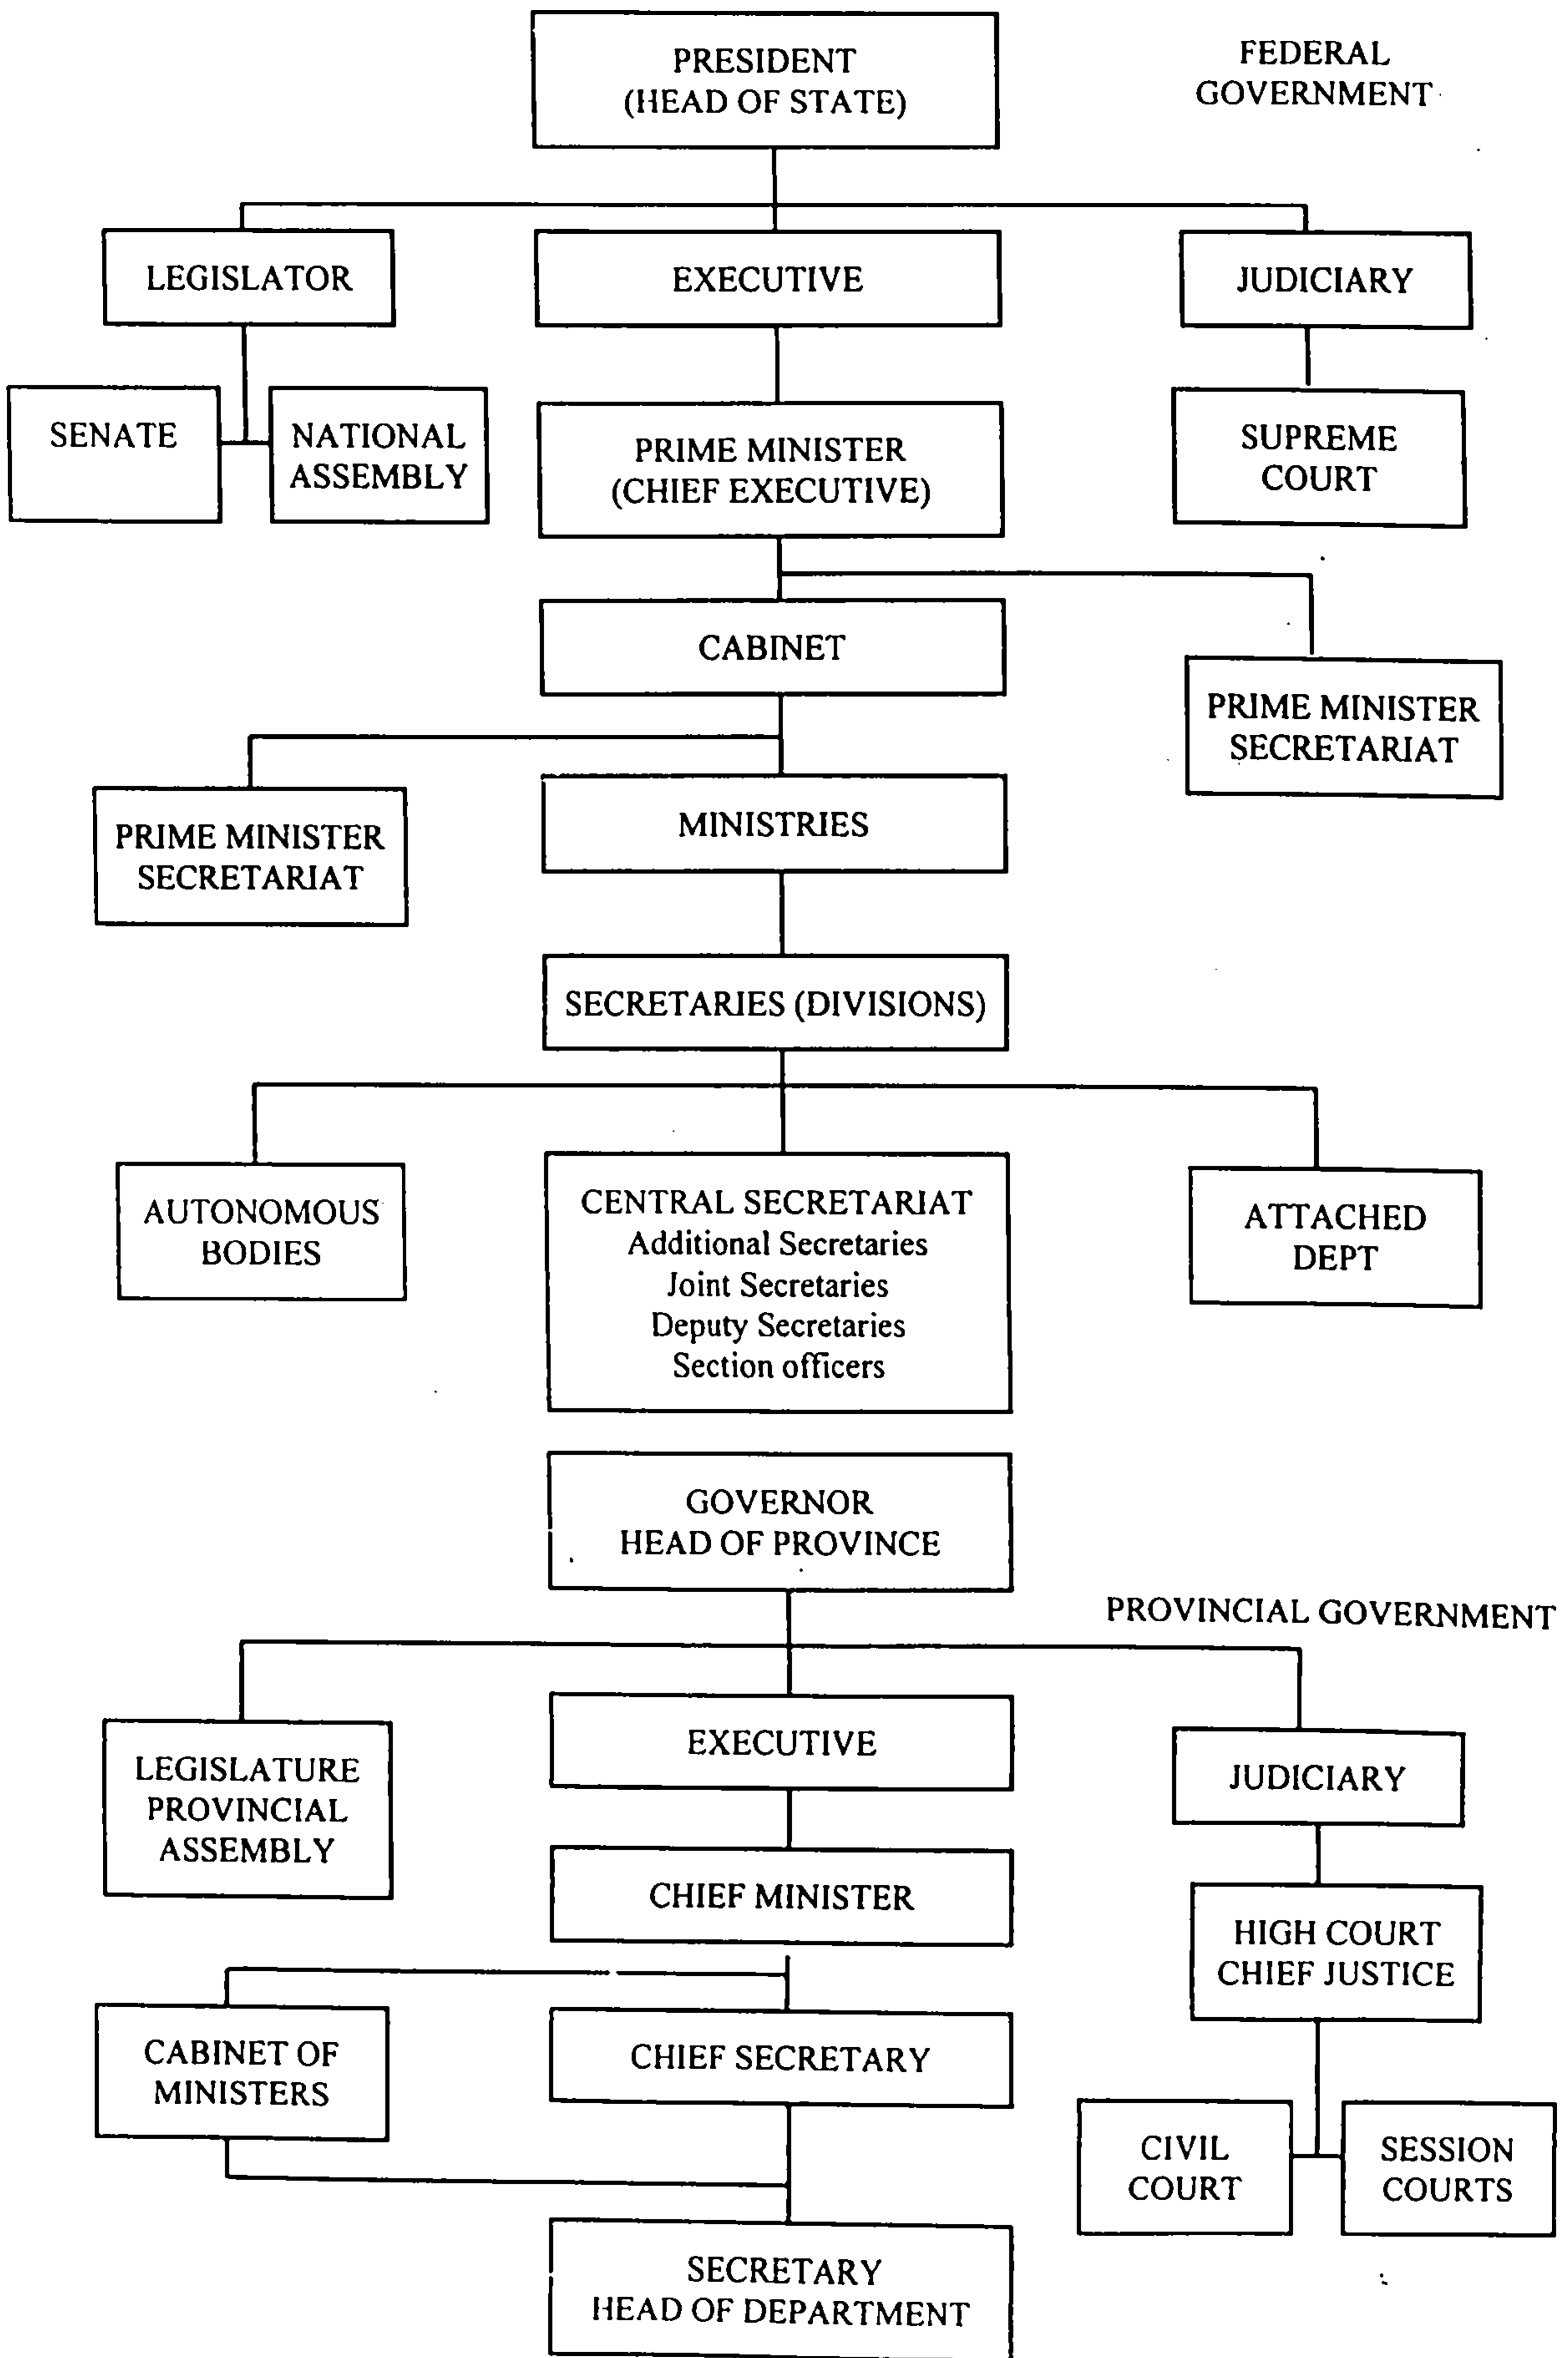 PRESIDENT
(HEAD OF STATE)
FEDERAL
GOVERNMENT
LEGISLATOR
EXECUTIVE
JUDICIARY
SENATE
NATIONAL
ASSEMBLY
PRIME MINISTER
(CHIEF EXECUTIVE)
SUPREME
COURT
CABINET
PRIME MINISTER
SECRETARIAT
PRIME MINISTER
SECRETARIAT
MINISTRIES
SECRETARIES (DIVISIONS)
AUTONOMOUS
BODIES
CENTRAL SECRETARIAT
Additional Secretaries
Joint Secretaries
Deputy Secretaries
Section officers
ATTACHED
DEPT
GOVERNOR
HEAD OF PROVINCE
PROVINCIAL GOVERNMENT
LEGISLATURE
PROVINCIAL
ASSEMBLY
EXECUTIVE
JUDICIARY
CHIEF MINISTER
HIGH COURT
CHIEF JUSTICE
CABINET OF
MINISTERS
CHIEF SECRETARY
CIVIL
COURT
SESSION
COURTS
SECRETARY
HEAD OF DEPARTMENT